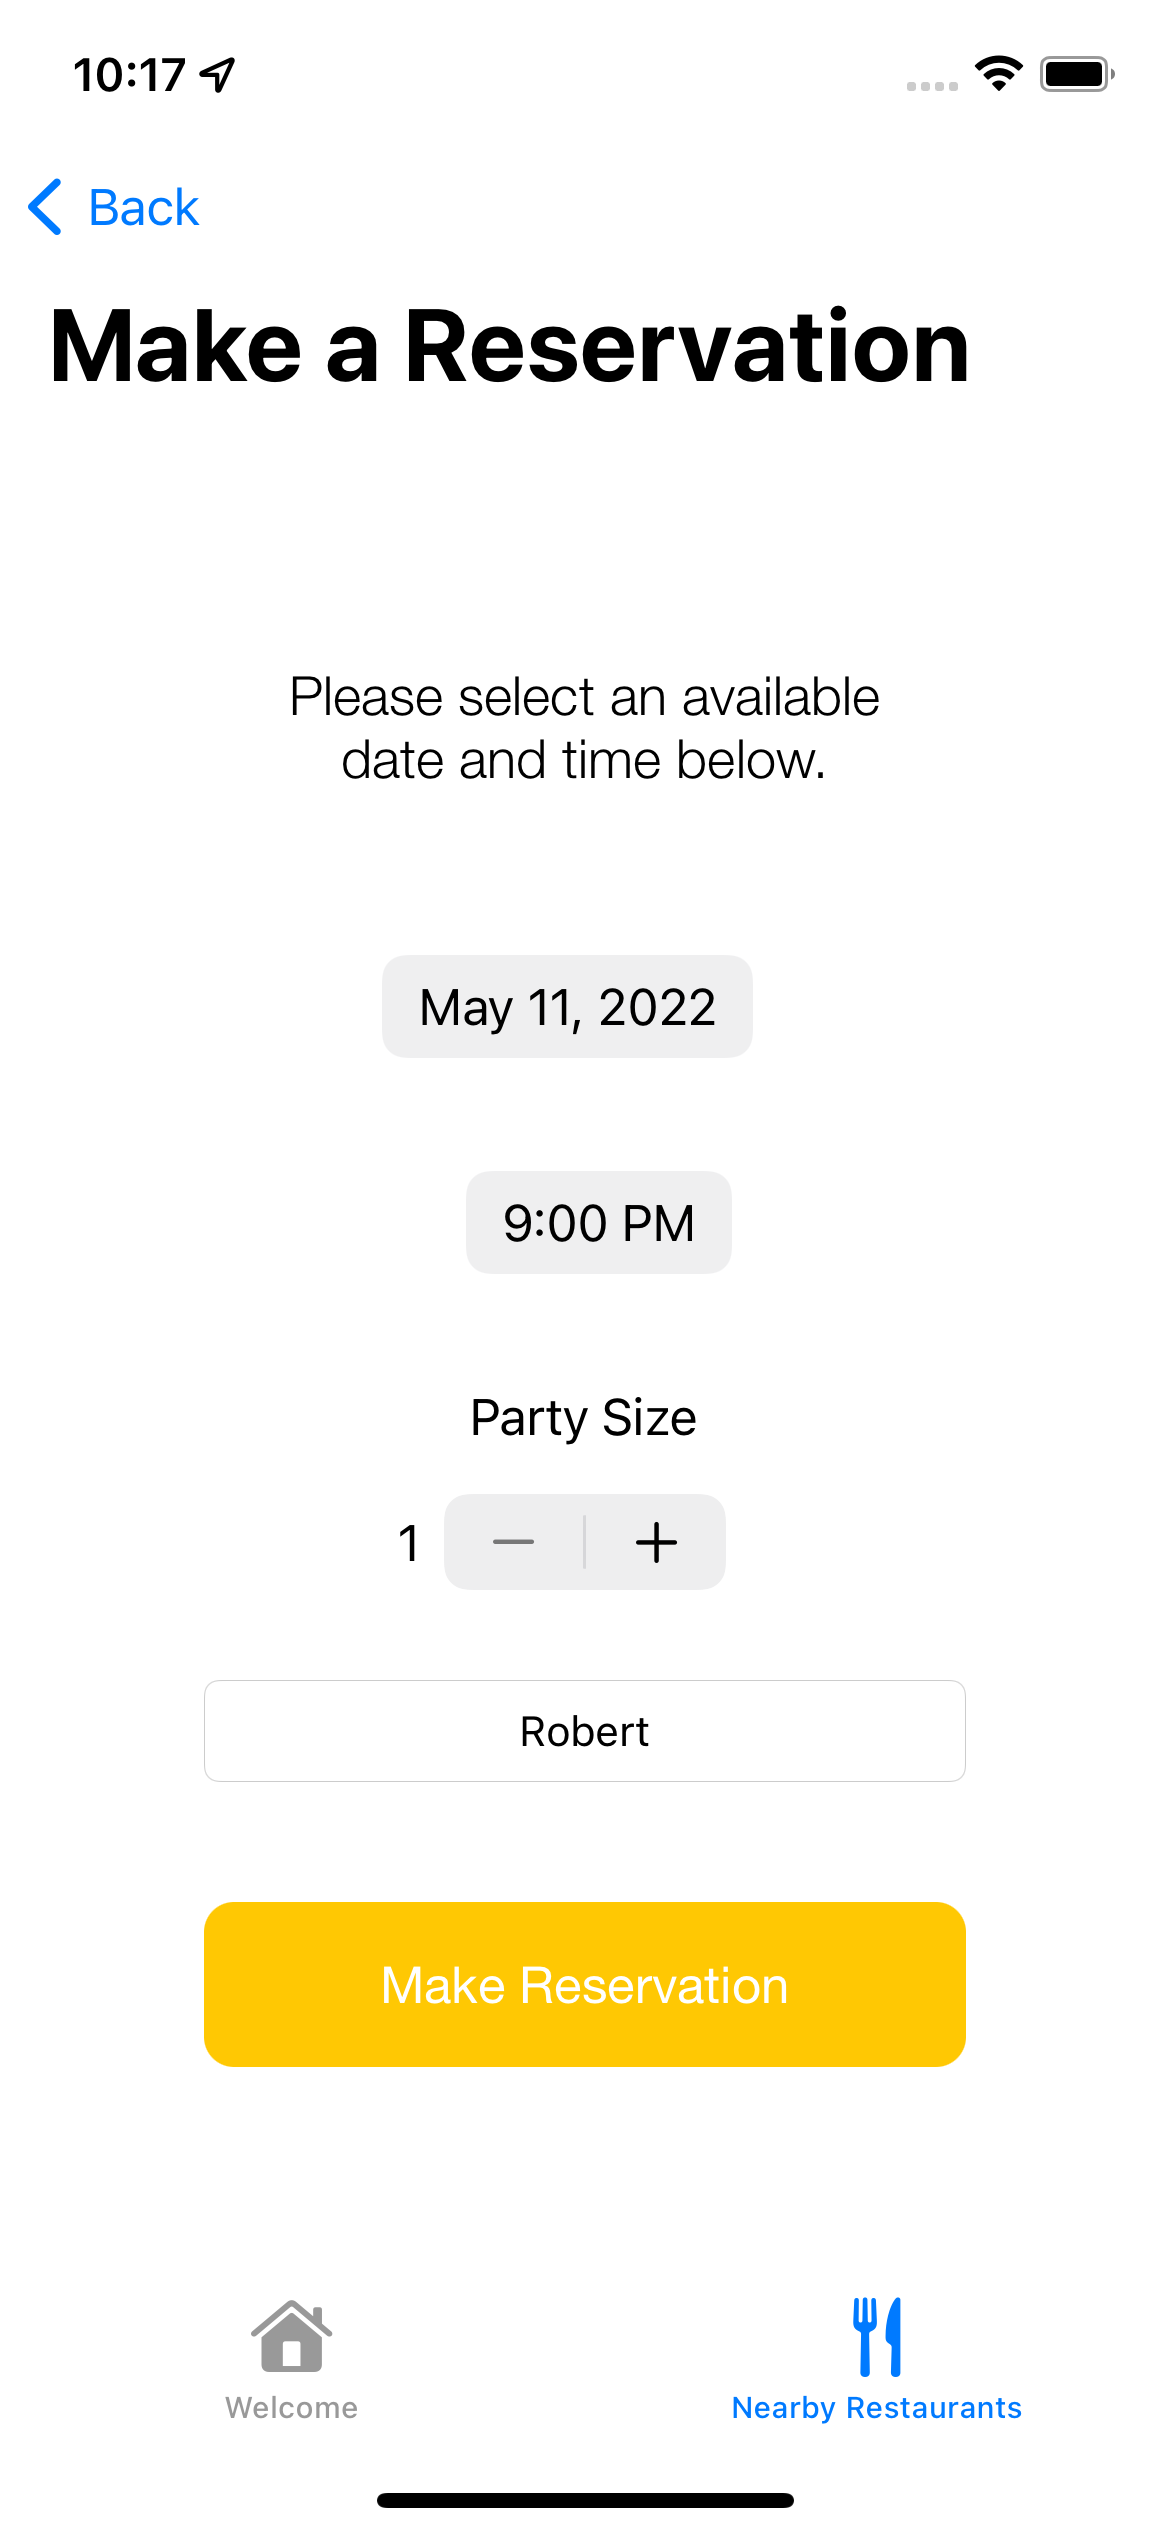 10:17
Back
Make a Reservation
Please select an available
date and time below.
May 11, 2022
9:00 PM
Party Size
1
Robert
Make Reservation
Welcome
Nearby Restaurants